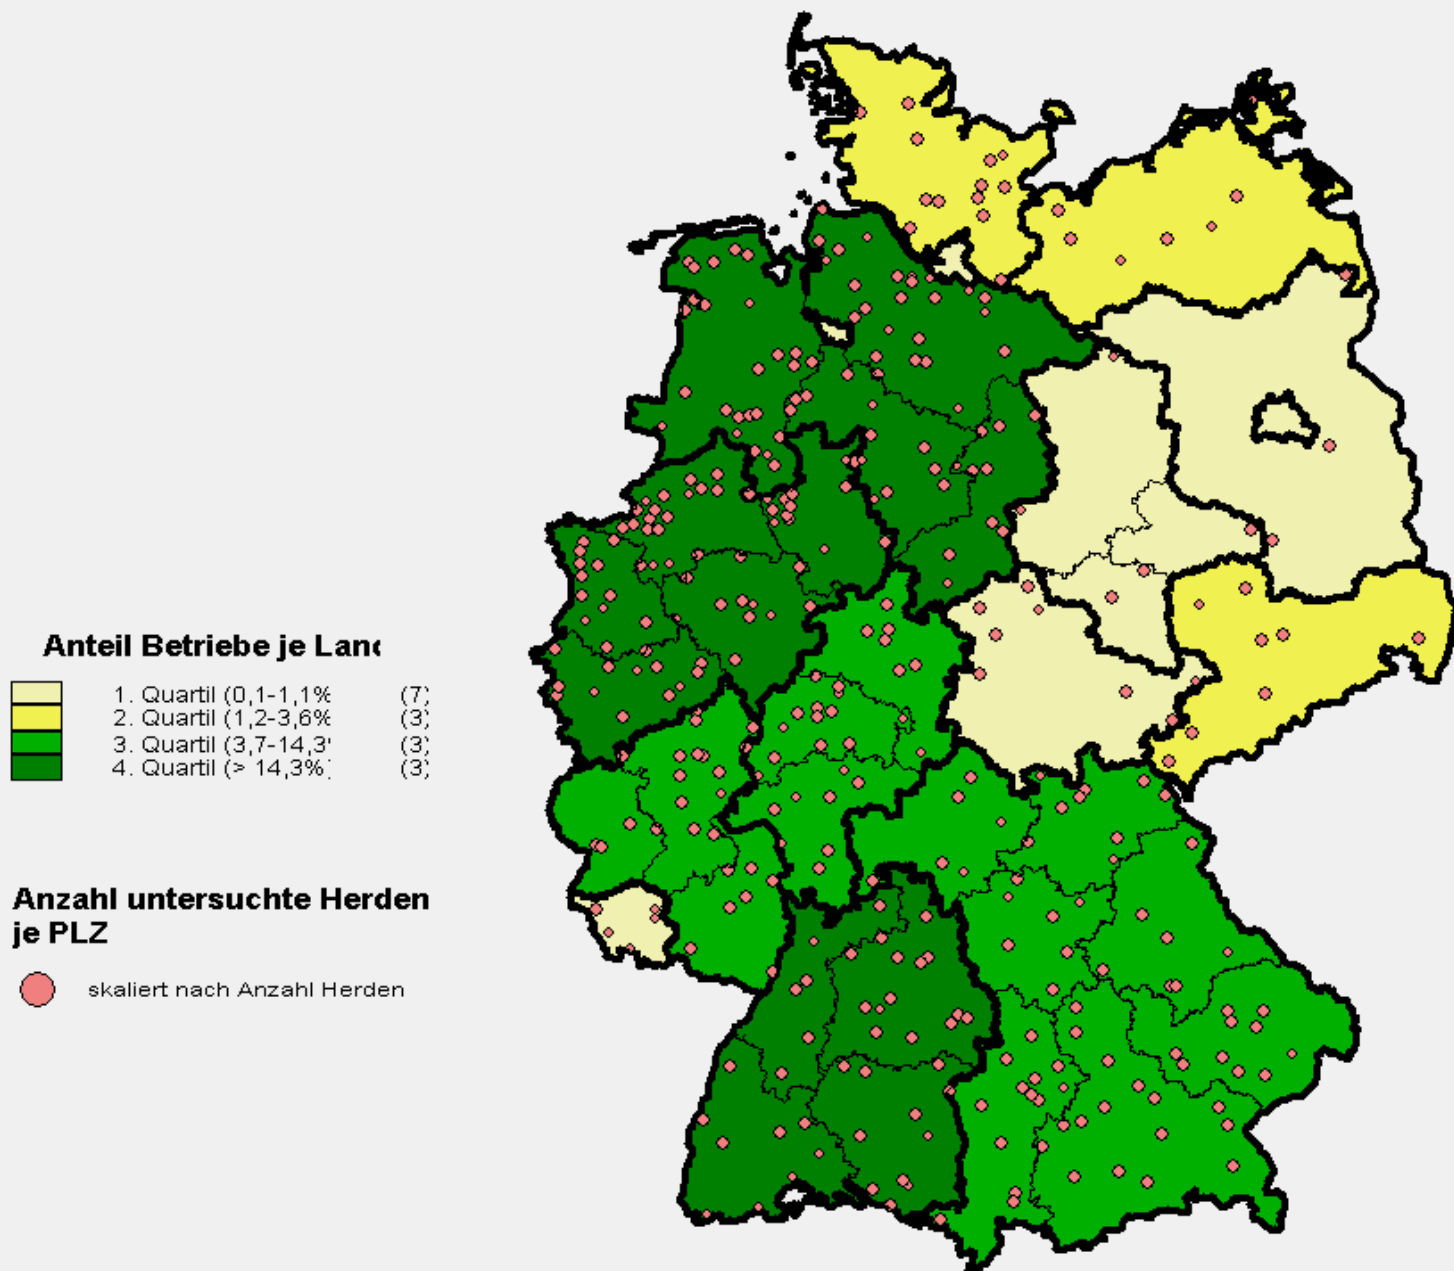 Anteil Betriebe je Land
1. Quartil (0,1-1,1% (7)
2. Quartil (1,2-3,6% (3)
3. Quartil (3,7-14,3% (3)
4. Quartil (> 14,3%) (3)
Anzahl untersuchte Herden
je PLZ
skaliert nach Anzahl Herden